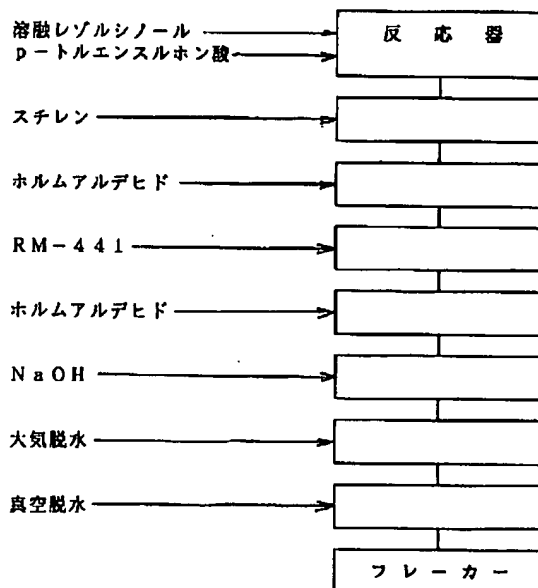 溶融レゾルシノール
反応器
p-トルエンスルホン酸
スチレン
ホルムアルデヒド
RM-441
ホルムアルデヒド
NaOH
大気脱水
真空脱水
フレーカー